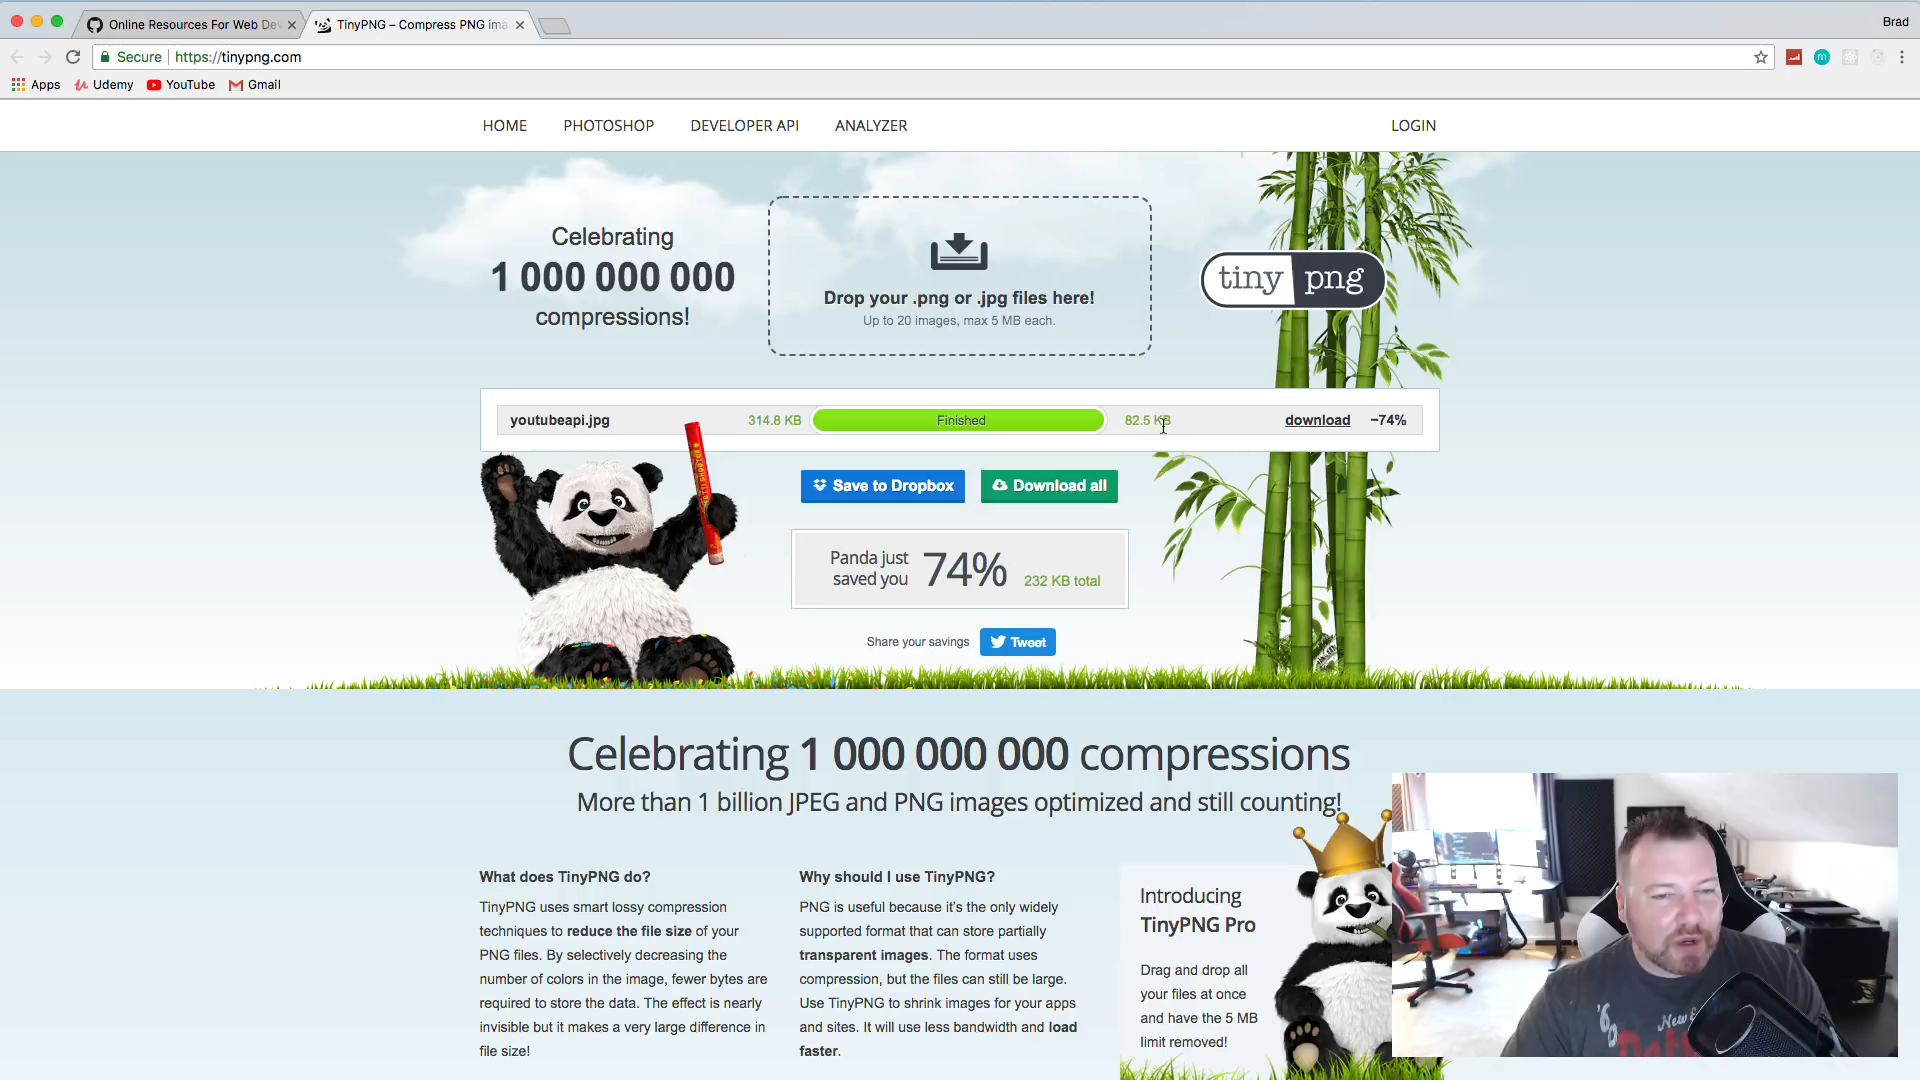 Online Resources For Web De
TinyPNG – Compress PNG ima
Brad
Secure
https://tinypng.com
Apps
Udemy
YouTube
Gmail
HOME
PHOTOSHOP
DEVELOPER API
ANALYZER
LOGIN
Celebrating
1 000 000 000
compressions!
Drop your .png or .jpg files here!
Up to 20 images, max 5 MB each.
tiny png
youtubeapi.jpg
314.8 KB
Finished
82.5 KB
download
−74%
Save to Dropbox
Download all
Panda just
saved you
74%
232 KB total
Share your savings
Tweet
Celebrating 1 000 000 000 compressions
More than 1 billion JPEG and PNG images optimized and still counting!
What does TinyPNG do?
TinyPNG uses smart lossy compression
techniques to reduce the file size of your
PNG files. By selectively decreasing the
number of colors in the image, fewer bytes are
required to store the data. The effect is nearly
invisible but it makes a very large difference in
file size!
Why should I use TinyPNG?
PNG is useful because it's the only widely
supported format that can store partially
transparent images. The format uses
compression, but the files can still be large.
Use TinyPNG to shrink images for your apps
and sites. It will use less bandwidth and load
faster.
Introducing
TinyPNG Pro
Drag and drop all
your files at once
and have the 5 MB
limit removed!
New